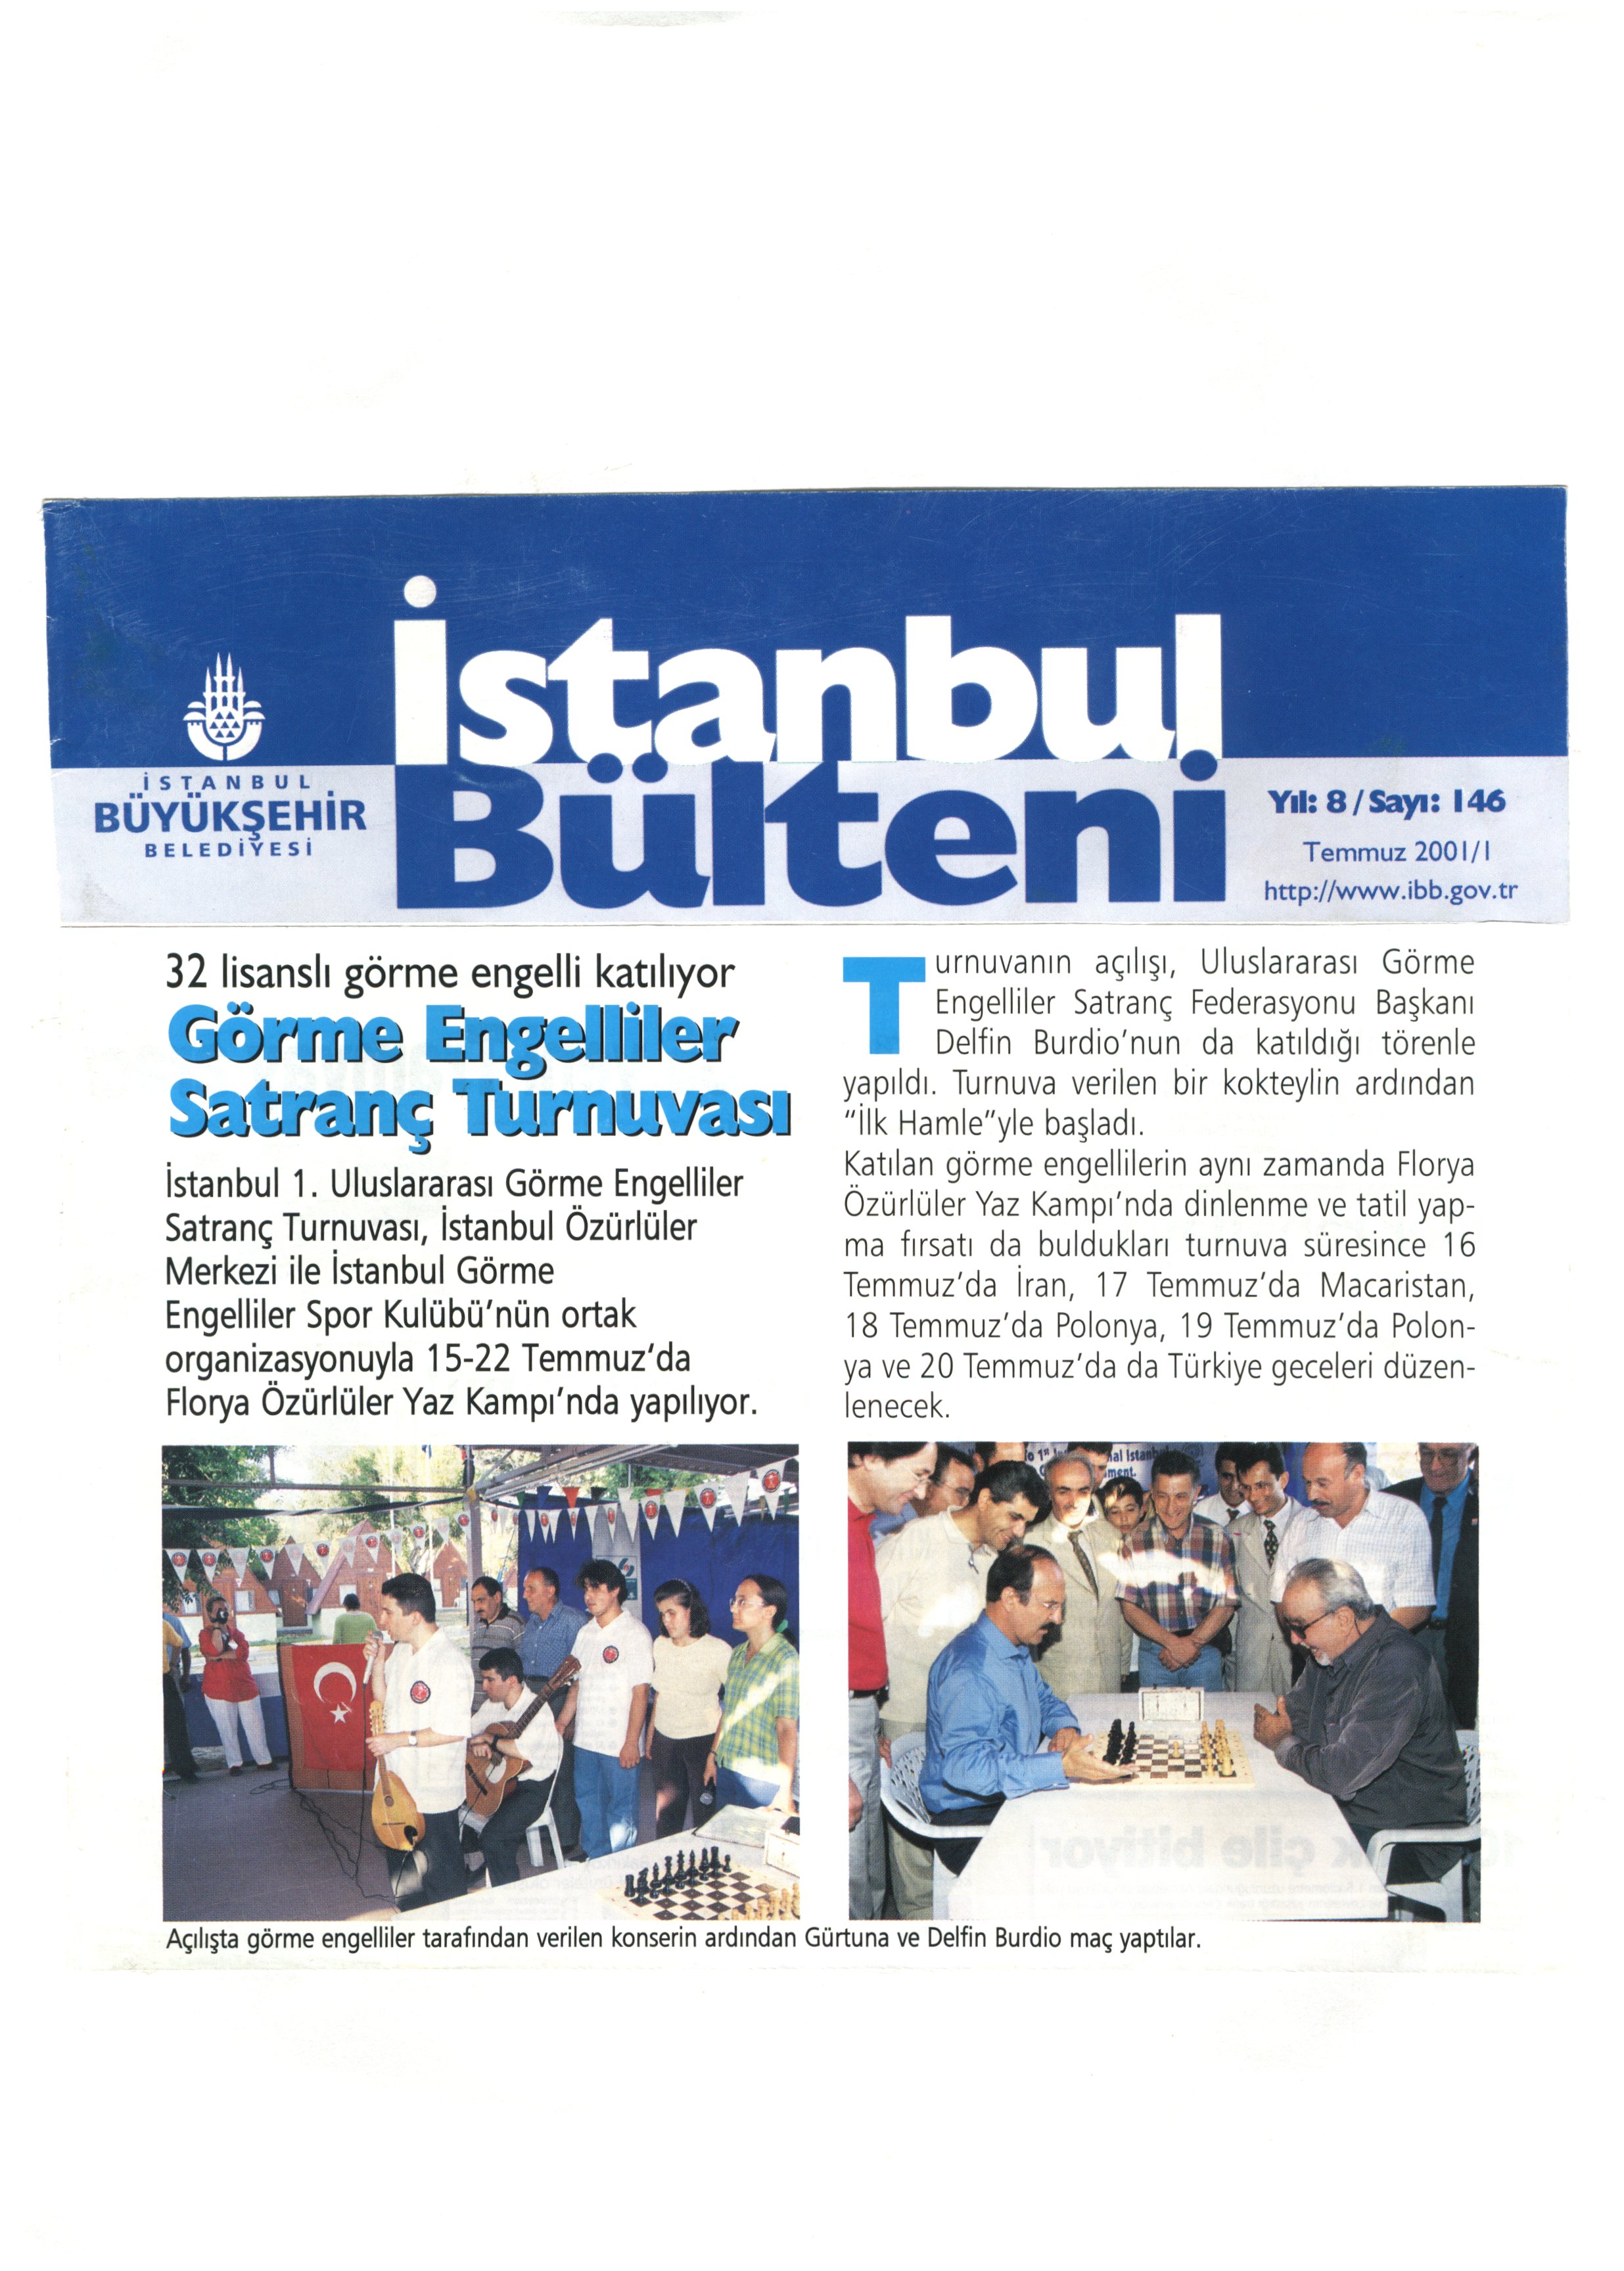 İSTANBUL
BÜYÜKŞEHİR
BELEDİYESİ
İstanbul
Bülteni
Yıl: 8 / Sayı: 146
Temmuz 2001/1
http://www.ibb.gov.tr
32 lisanslı görme engelli katılıyor
Görme Engelliler
Satranç Turnuvası
İstanbul 1. Uluslararası Görme Engelliler
Satranç Turnuvası, İstanbul Özürlüler
Merkezi ile İstanbul Görme
Engelliler Spor Kulübü'nün ortak
organizasyonuyla 15-22 Temmuz'da
Florya Özürlüler Yaz Kampı'nda yapılıyor.
Turnuvanın açılışı, Uluslararası Görme
Engelliler Satranç Federasyonu Başkanı
Delfin Burdio'nun da katıldığı törenle
yapıldı. Turnuva verilen bir kokteylin ardından
"İlk Hamle"yle başladı.
Katılan görme engellilerin aynı zamanda Florya
Özürlüler Yaz Kampı'nda dinlenme ve tatil yap-
ma fırsatı da buldukları turnuva süresince 16
Temmuz'da İran, 17 Temmuz'da Macaristan,
18 Temmuz'da Polonya, 19 Temmuz'da Polon-
ya ve 20 Temmuz'da da Türkiye geceleri düzen-
lenecek.
Açılışta görme engelliler tarafından verilen konserin ardından Gürtuna ve Delfin Burdio maç yaptılar.